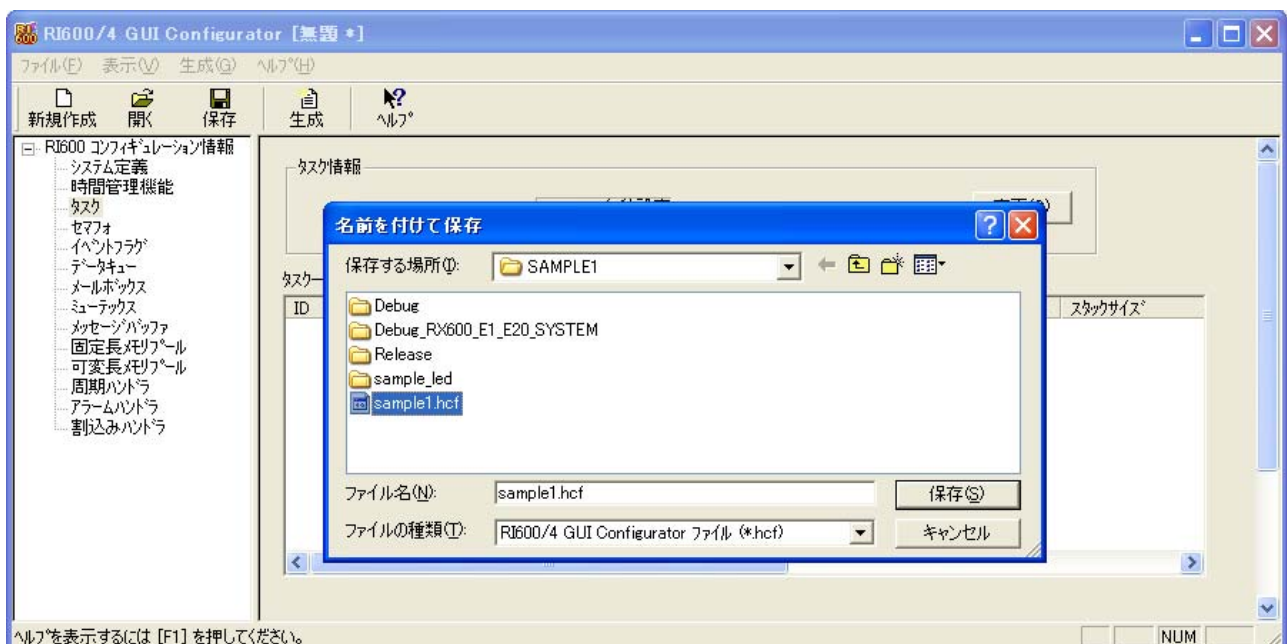 RI600/4 GUI Configurator [無題 *]
ファイル(F) 表示(V) 生成(G) ヘルプ(H)
新規作成 開く 保存 生成 ヘルプ
RI600 コンフィギュレーション情報
システム定義
時間管理機能
タスク
セマフォ
イベントフラグ
データキュー
メールボックス
ミューテックス
メッセージバッファ
固定長メモリプール
可変長メモリプール
周期ハンドラ
アラームハンドラ
割込みハンドラ
タスク情報
タスク一
ID
スタックサイズ
名前を付けて保存
保存する場所(I): SAMPLE1
Debug
Debug_RX600_E1_E20_SYSTEM
Release
sample_led
sample1.hcf
ファイル名(N): sample1.hcf 保存(S)
ファイルの種類(T): RI600/4 GUI Configurator ファイル (*.hcf) キャンセル
ヘルプを表示するには [F1] を押してください。 NUM